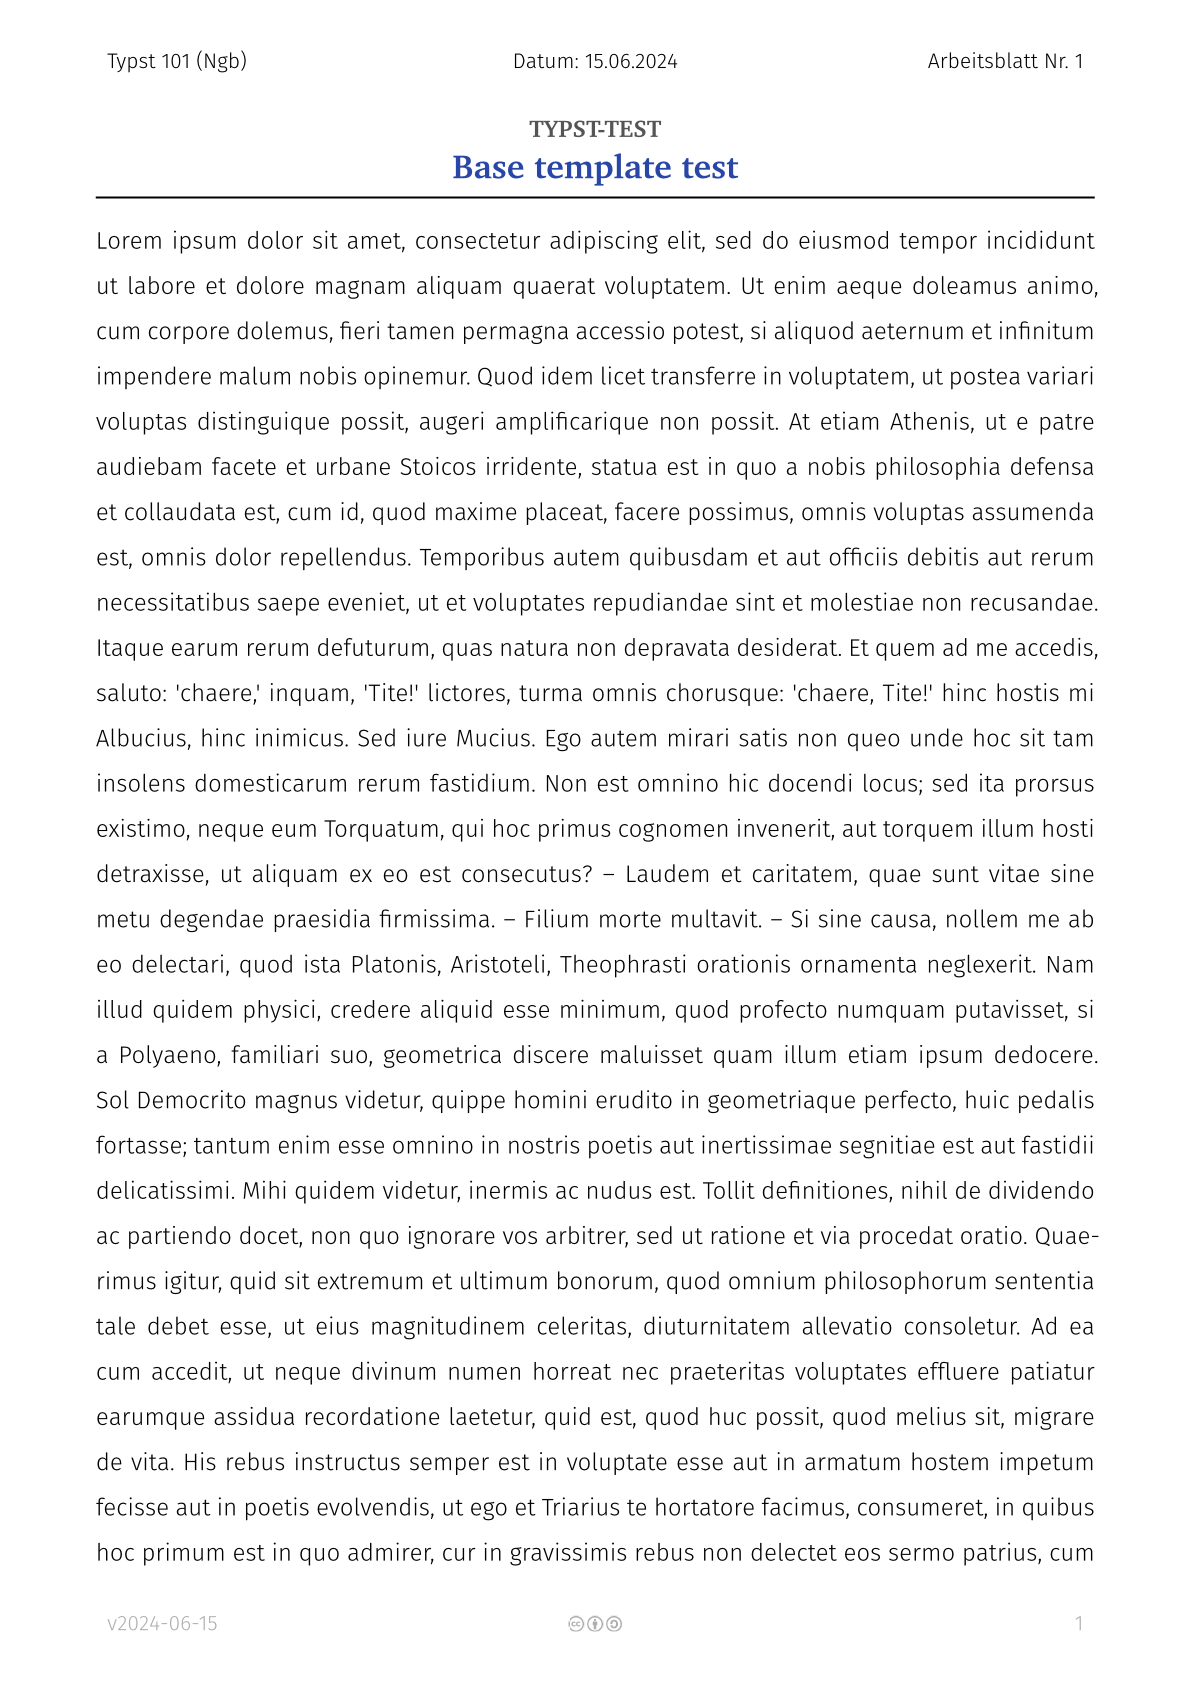 Typst 101 (Ngb) Datum: 15.06.2024 Arbeitsblatt Nr. 1
TYPST-TEST
Base template test
Lorem ipsum dolor sit amet, consectetur adipiscing elit, sed do eiusmod tempor incididunt
ut labore et dolore magnam aliquam quaerat voluptatem. Ut enim aeque doleamus animo,
cum corpore dolemus, fieri tamen permagna accessio potest, si aliquod aeternum et infinitum
impendere malum nobis opinemur. Quod idem licet transferre in voluptatem, ut postea variari
voluptas distinguique possit, augeri amplificarique non possit. At etiam Athenis, ut e patre
audiebam facete et urbane Stoicos irridente, statua est in quo a nobis philosophia defensa
et collaudata est, cum id, quod maxime placeat, facere possimus, omnis voluptas assumenda
est, omnis dolor repellendus. Temporibus autem quibusdam et aut officiis debitis aut rerum
necessitatibus saepe eveniet, ut et voluptates repudiandae sint et molestiae non recusandae.
Itaque earum rerum defuturum, quas natura non depravata desiderat. Et quem ad me accedis,
saluto: 'chaere,' inquam, 'Tite!' lictores, turma omnis chorusque: 'chaere, Tite!' hinc hostis mi
Albucius, hinc inimicus. Sed iure Mucius. Ego autem mirari satis non queo unde hoc sit tam
insolens domesticarum rerum fastidium. Non est omnino hic docendi locus; sed ita prorsus
existimo, neque eum Torquatum, qui hoc primus cognomen invenerit, aut torquem illum hosti
detraxisse, ut aliquam ex eo est consecutus? – Laudem et caritatem, quae sunt vitae sine
metu degendae praesidia firmissima. – Filium morte multavit. – Si sine causa, nollem me ab
eo delectari, quod ista Platonis, Aristoteli, Theophrasti orationis ornamenta neglexerit. Nam
illud quidem physici, credere aliquid esse minimum, quod profecto numquam putavisset, si
a Polyaeno, familiari suo, geometrica discere maluisset quam illum etiam ipsum dedocere.
Sol Democrito magnus videtur, quippe homini erudito in geometriaque perfecto, huic pedalis
fortasse; tantum enim esse omnino in nostris poetis aut inertissimae segnitiae est aut fastidii
delicatissimi. Mihi quidem videtur, inermis ac nudus est. Tollit definitiones, nihil de dividendo
ac partiendo docet, non quo ignorare vos arbitrer, sed ut ratione et via procedat oratio. Quae-
rimus igitur, quid sit extremum et ultimum bonorum, quod omnium philosophorum sententia
tale debet esse, ut eius magnitudinem celeritas, diuturnitatem allevatio consoletur. Ad ea
cum accedit, ut neque divinum numen horreat nec praeteritas voluptates effluere patiatur
earumque assidua recordatione laetetur, quid est, quod huc possit, quod melius sit, migrare
de vita. His rebus instructus semper est in voluptate esse aut in armatum hostem impetum
fecisse aut in poetis evolvendis, ut ego et Triarius te hortatore facimus, consumeret, in quibus
hoc primum est in quo admirer, cur in gravissimis rebus non delectet eos sermo patrius, cum
v2024-06-15 1